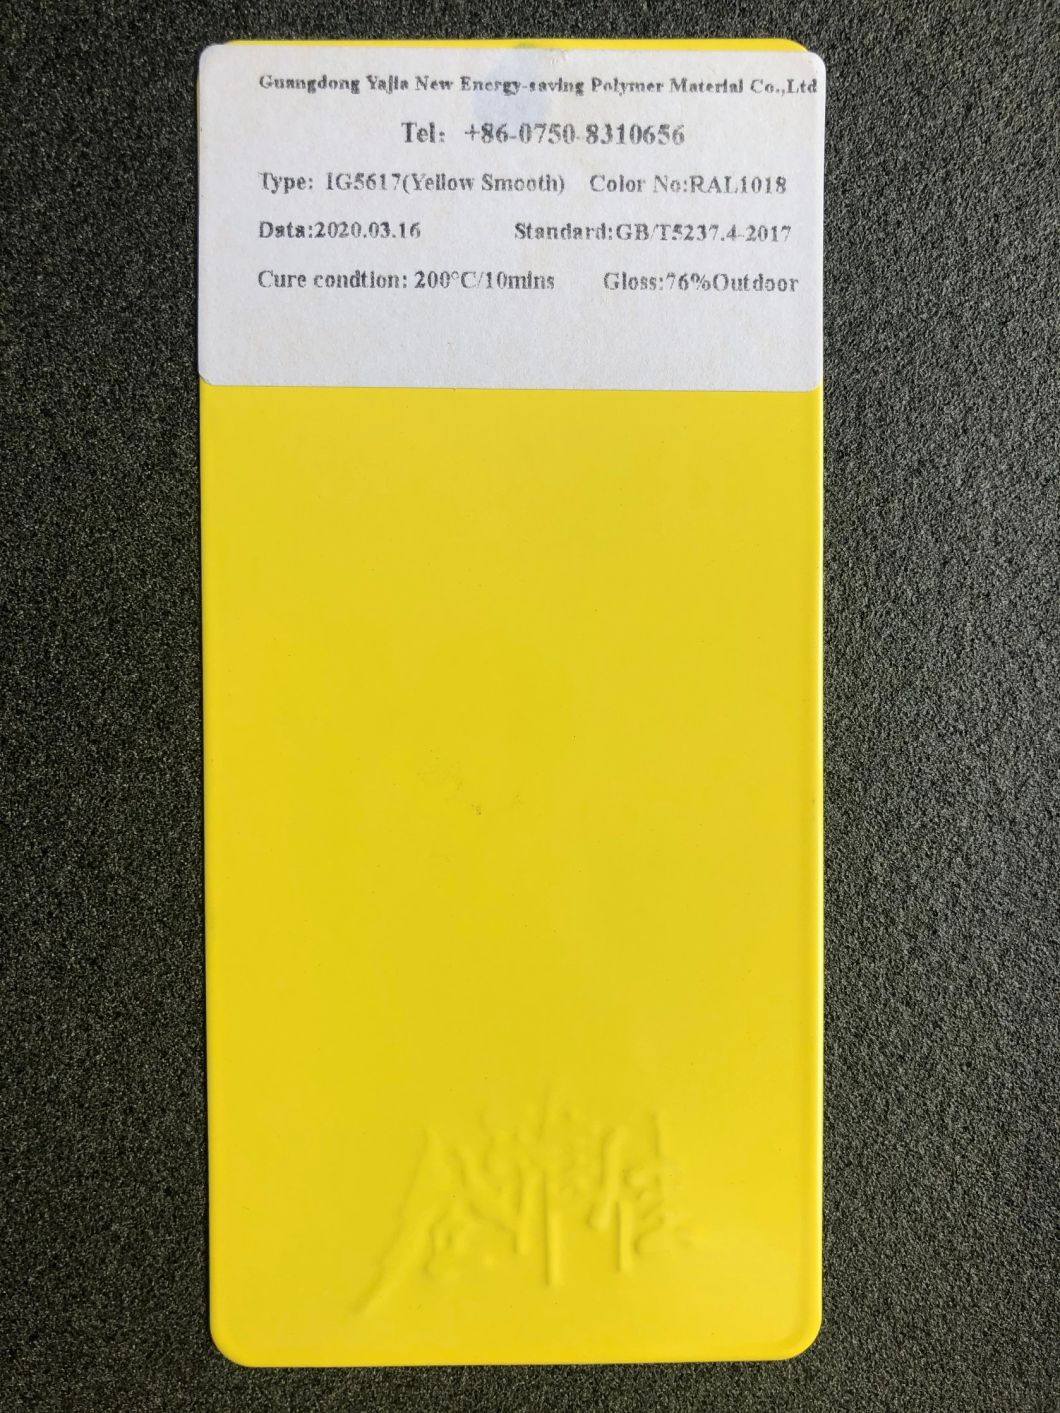 Guangdong Yajia New Energy-saving Polymer Material Co.,Ltd
Tel: +86-0750-8310656
Type: IG5617(Yellow Smooth) Color No:RAL1018
Data:2020.03.16 Standard:GB/T5237.4-2017
Cure condtion: 200°C/10mins Gloss:76%Outdoor